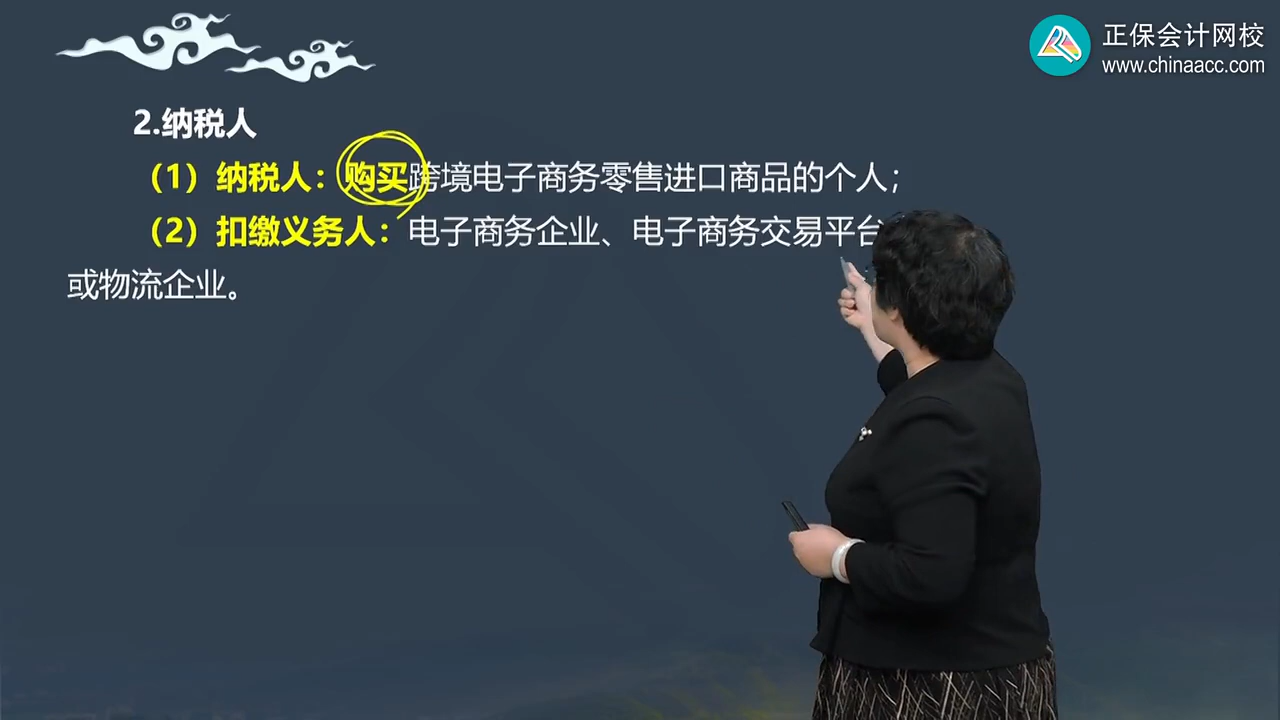 正保会计网校
www.chinaacc.com
2.纳税人
（1）纳税人：购买跨境电子商务零售进口商品的个人；
（2）扣缴义务人：电子商务企业、电子商务交易平台
或物流企业。